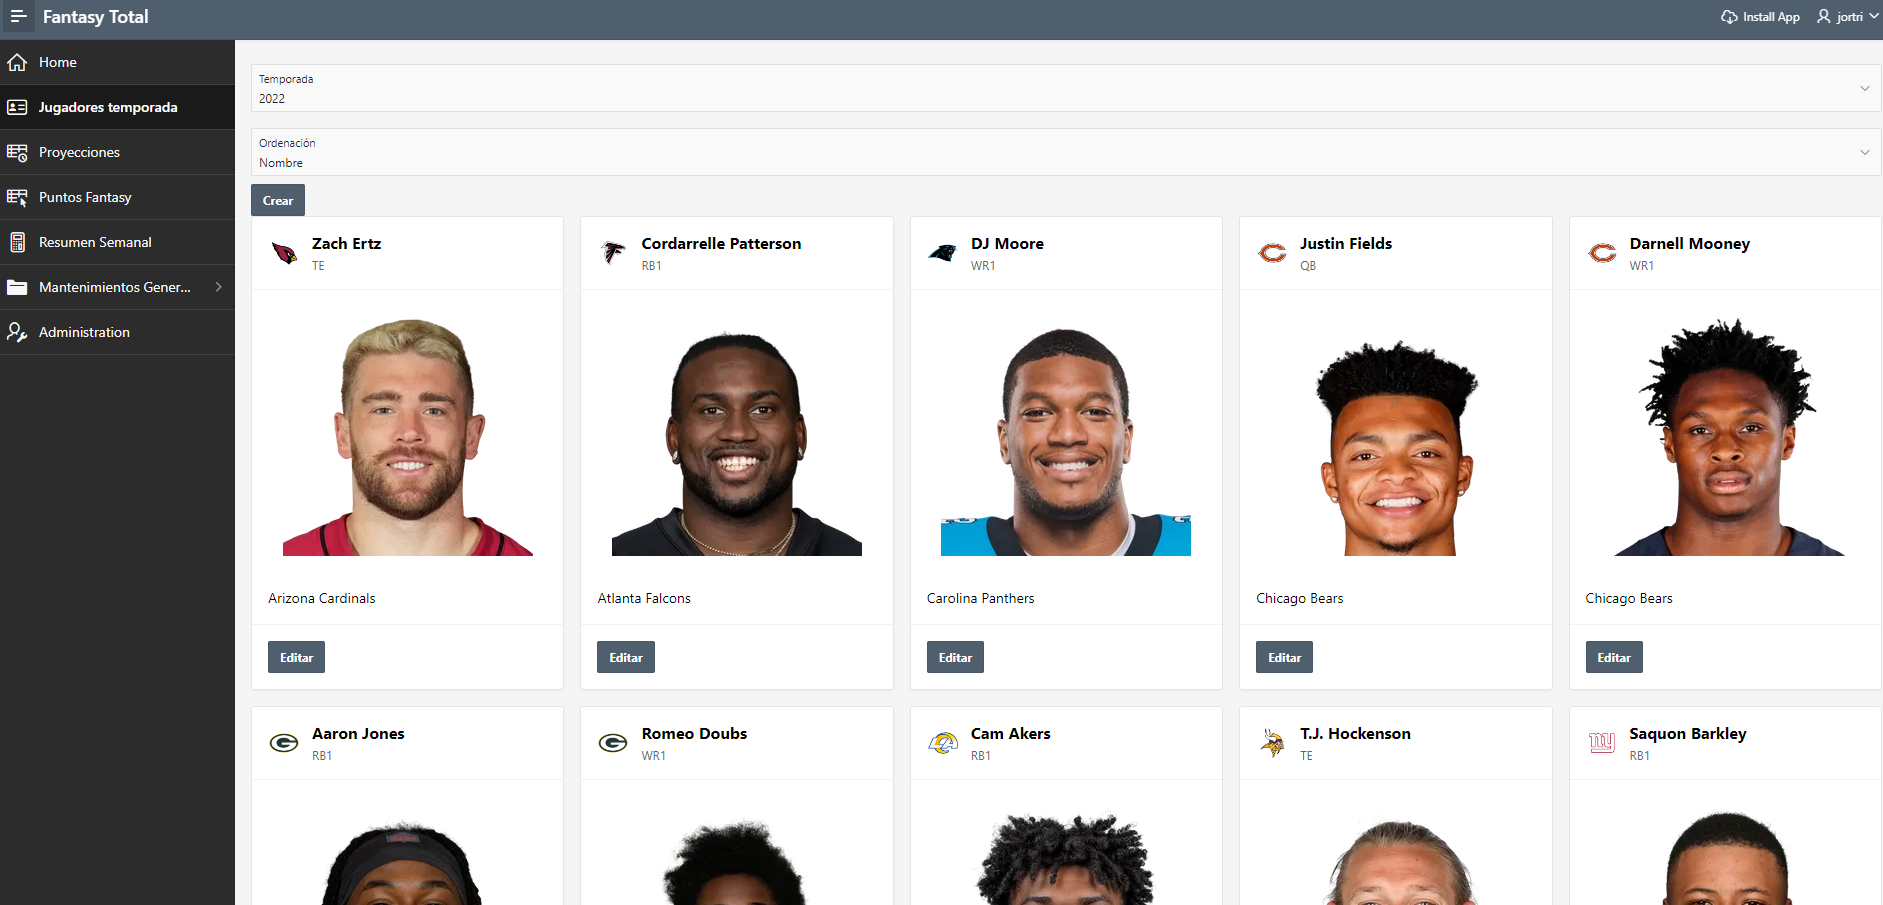 Fantasy Total
Install App
jortri
Home
Jugadores temporada
Proyecciones
Puntos Fantasy
Resumen Semanal
Mantenimientos Gener...
Administration
Temporada
2022
Ordenación
Nombre
Crear
Zach Ertz
TE
Arizona Cardinals
Editar
Cordarrelle Patterson
RB1
Atlanta Falcons
Editar
DJ Moore
WR1
Carolina Panthers
Editar
Justin Fields
QB
Chicago Bears
Editar
Darnell Mooney
WR1
Chicago Bears
Editar
Aaron Jones
RB1
Romeo Doubs
WR1
Cam Akers
RB1
T.J. Hockenson
TE
ny
Saquon Barkley
RB1